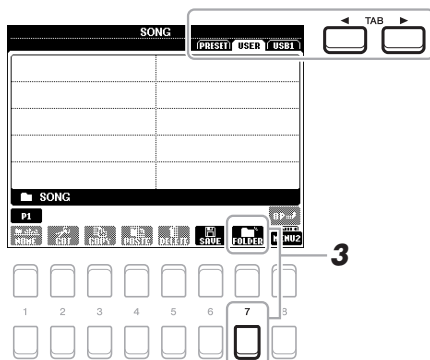 SONG
PRESET USER USB1
◄ TAB ►
SONG
P1
UP
NAME CUT COPY PASTE DELETE SAVE FOLDER MENU2
3
1 2 3 4 5 6 7 8